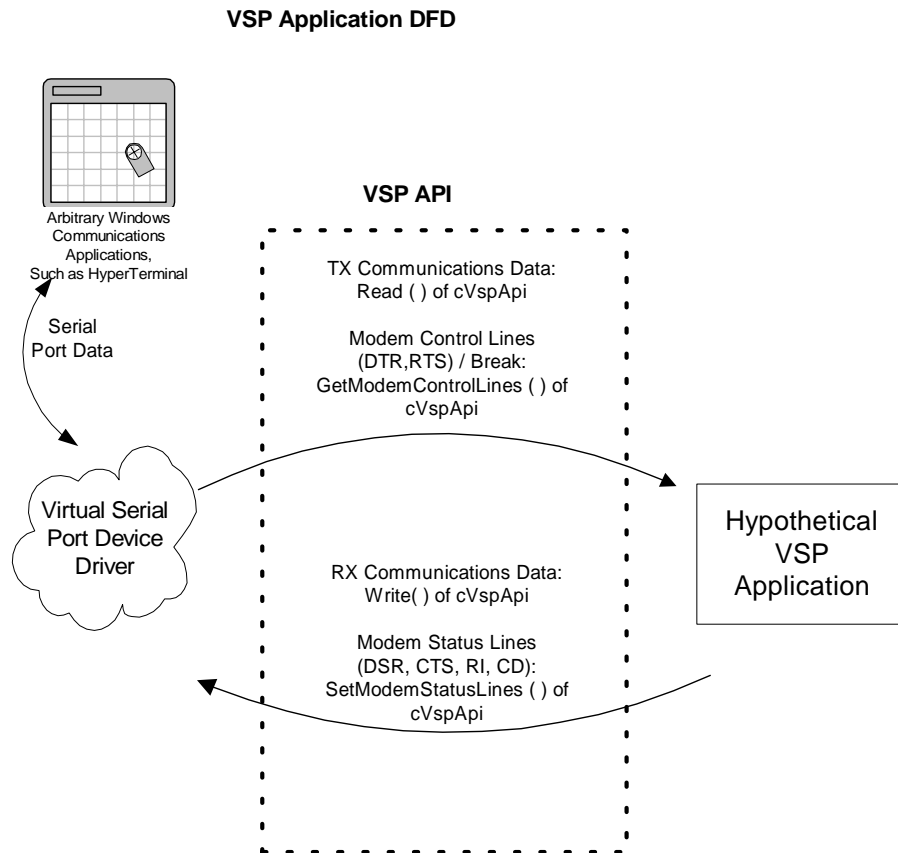 VSP Application DFD
Arbitrary Windows
Communications
Applications,
Such as HyperTerminal
VSP API
TX Communications Data:
Read ( ) of cVspApi
Modem Control Lines
(DTR,RTS) / Break:
GetModemControlLines ( ) of
cVspApi
Serial
Port Data
Virtual Serial
Port Device
Driver
Hypothetical
VSP
Application
RX Communications Data:
Write( ) of cVspApi
Modem Status Lines
(DSR, CTS, RI, CD):
SetModemStatusLines ( ) of
cVspApi